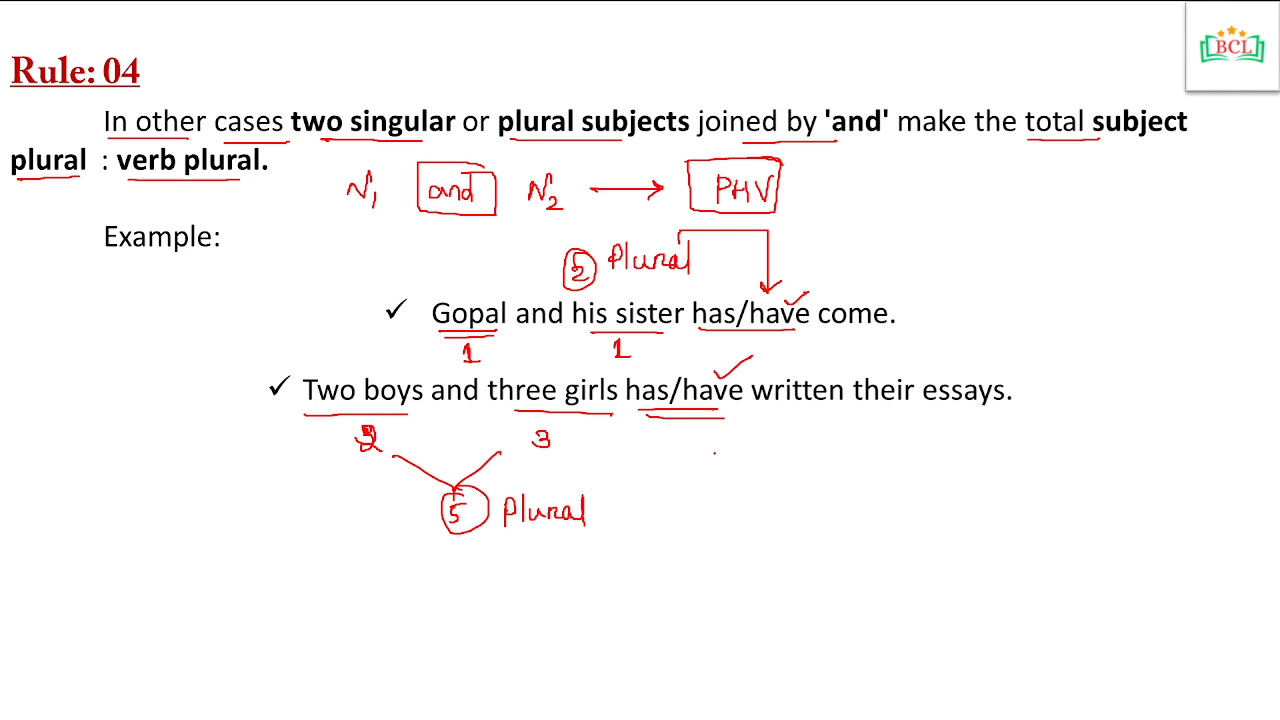 BCL
Rule: 04
In other cases two singular or plural subjects joined by 'and' make the total subject
plural : verb plural.
N1 and N2 → PHV
Example:
2 Plural
✓ Gopal and his sister has/have come.
1 1
✓ Two boys and three girls has/have written their essays.
3
5 Plural